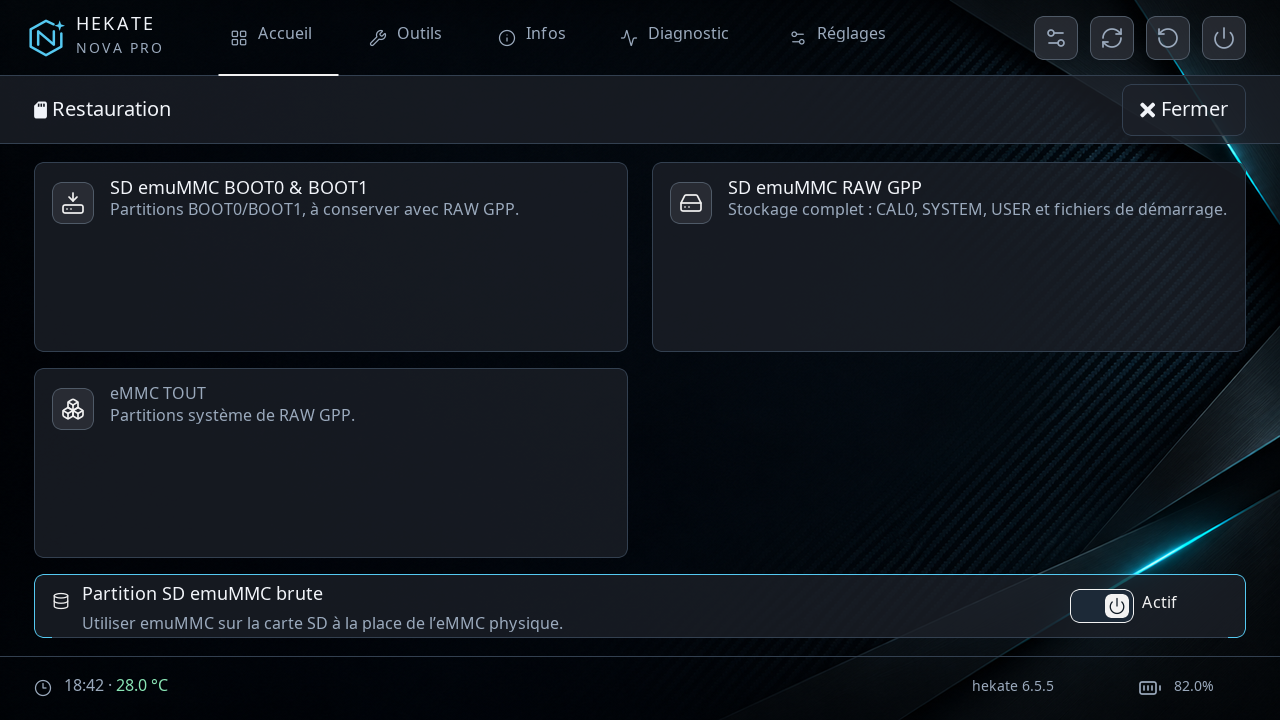 HEKATE
NOVA PRO
Accueil
Outils
Infos
Diagnostic
Réglages
Restauration
Fermer
SD emuMMC BOOT0 & BOOT1
Partitions BOOT0/BOOT1, à conserver avec RAW GPP.
SD emuMMC RAW GPP
Stockage complet : CAL0, SYSTEM, USER et fichiers de démarrage.
eMMC TOUT
Partitions système de RAW GPP.
Partition SD emuMMC brute
Utiliser emuMMC sur la carte SD à la place de l’eMMC physique.
Actif
18:42 · 28.0 °C
hekate 6.5.5
82.0%